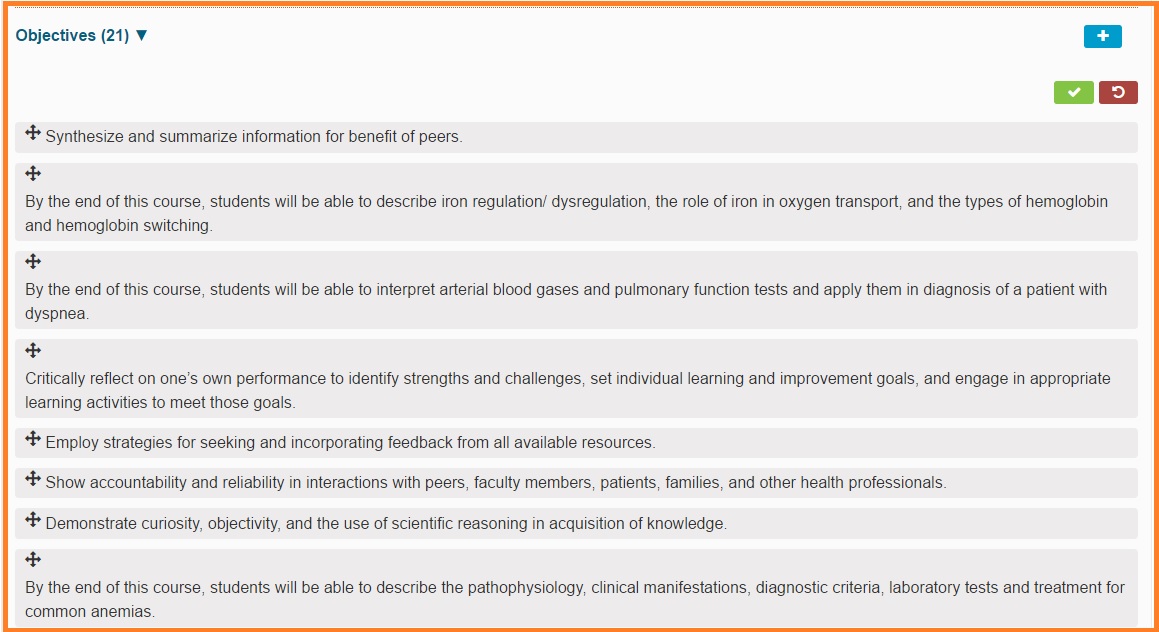 Objectives (21) ▼
Synthesize and summarize information for benefit of peers.
By the end of this course, students will be able to describe iron regulation/ dysregulation, the role of iron in oxygen transport, and the types of hemoglobin
and hemoglobin switching.
By the end of this course, students will be able to interpret arterial blood gases and pulmonary function tests and apply them in diagnosis of a patient with
dyspnea.
Critically reflect on one’s own performance to identify strengths and challenges, set individual learning and improvement goals, and engage in appropriate
learning activities to meet those goals.
Employ strategies for seeking and incorporating feedback from all available resources.
Show accountability and reliability in interactions with peers, faculty members, patients, families, and other health professionals.
Demonstrate curiosity, objectivity, and the use of scientific reasoning in acquisition of knowledge.
By the end of this course, students will be able to describe the pathophysiology, clinical manifestations, diagnostic criteria, laboratory tests and treatment for
common anemias.